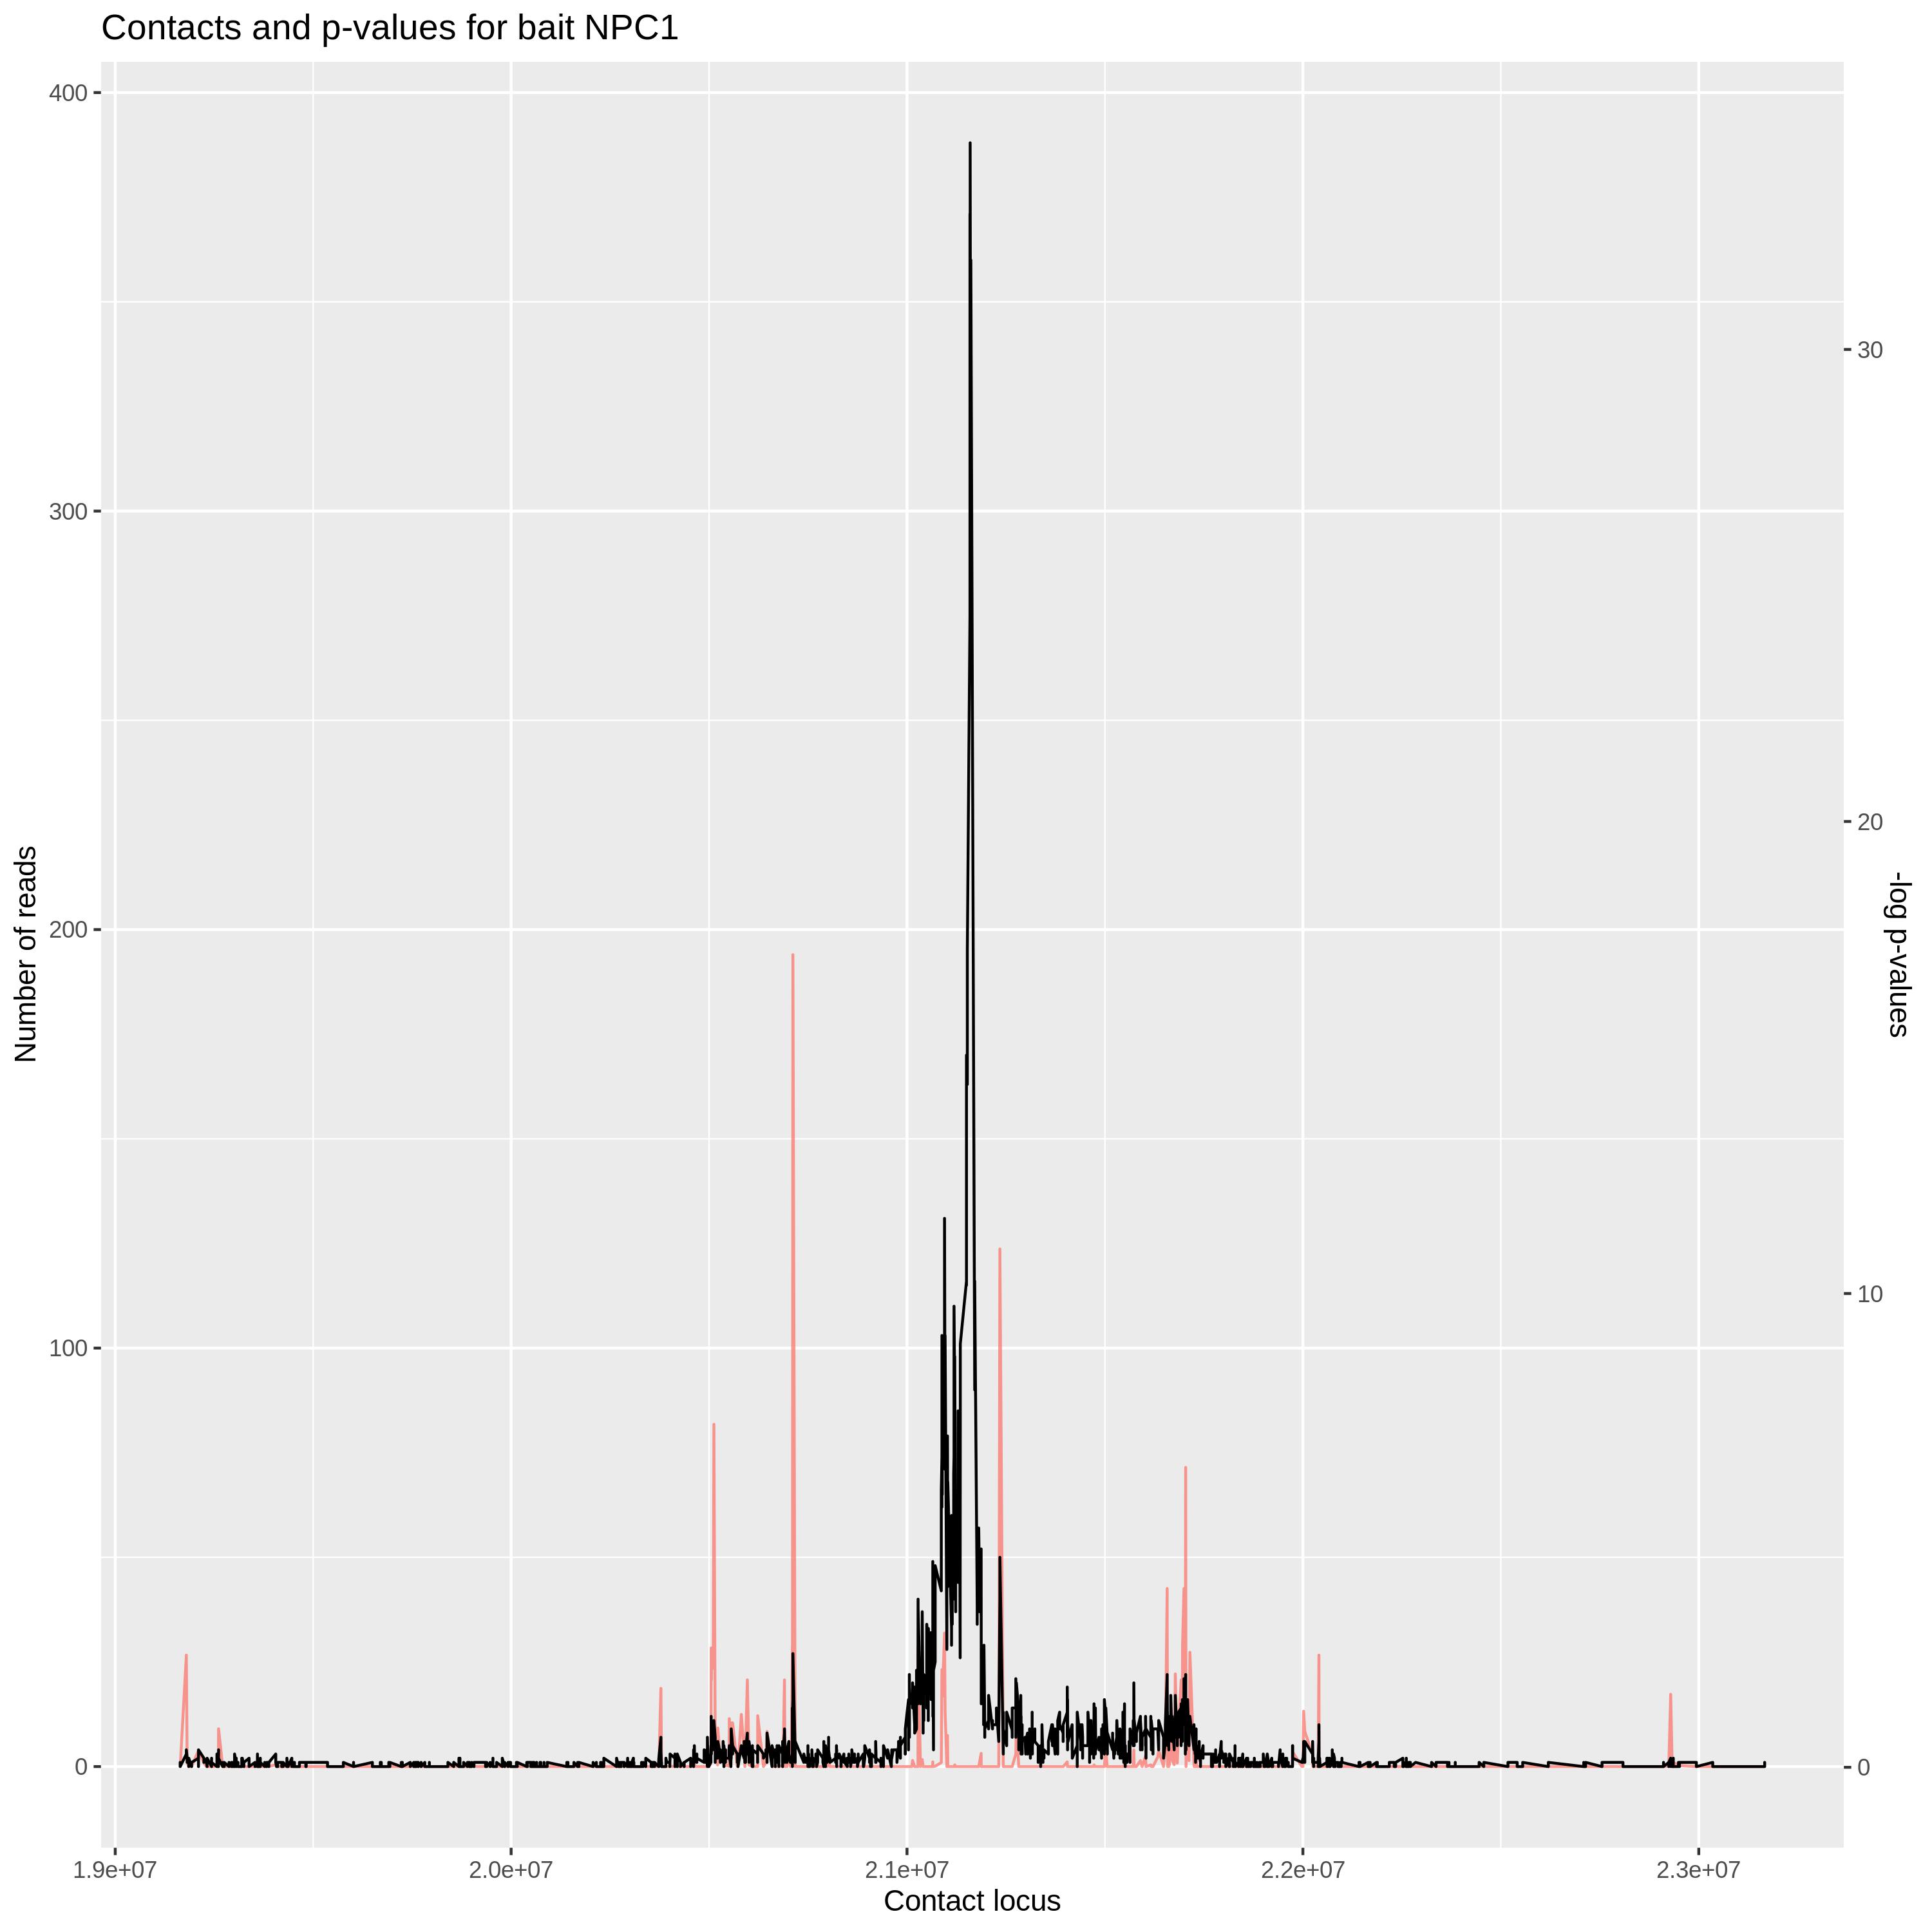 Contacts and p-values for bait NPC1
400
300
200
100
0
Number of reads
30
20
10
0
-log p-values
1.9e+07 2.0e+07 2.1e+07 2.2e+07 2.3e+07
Contact locus